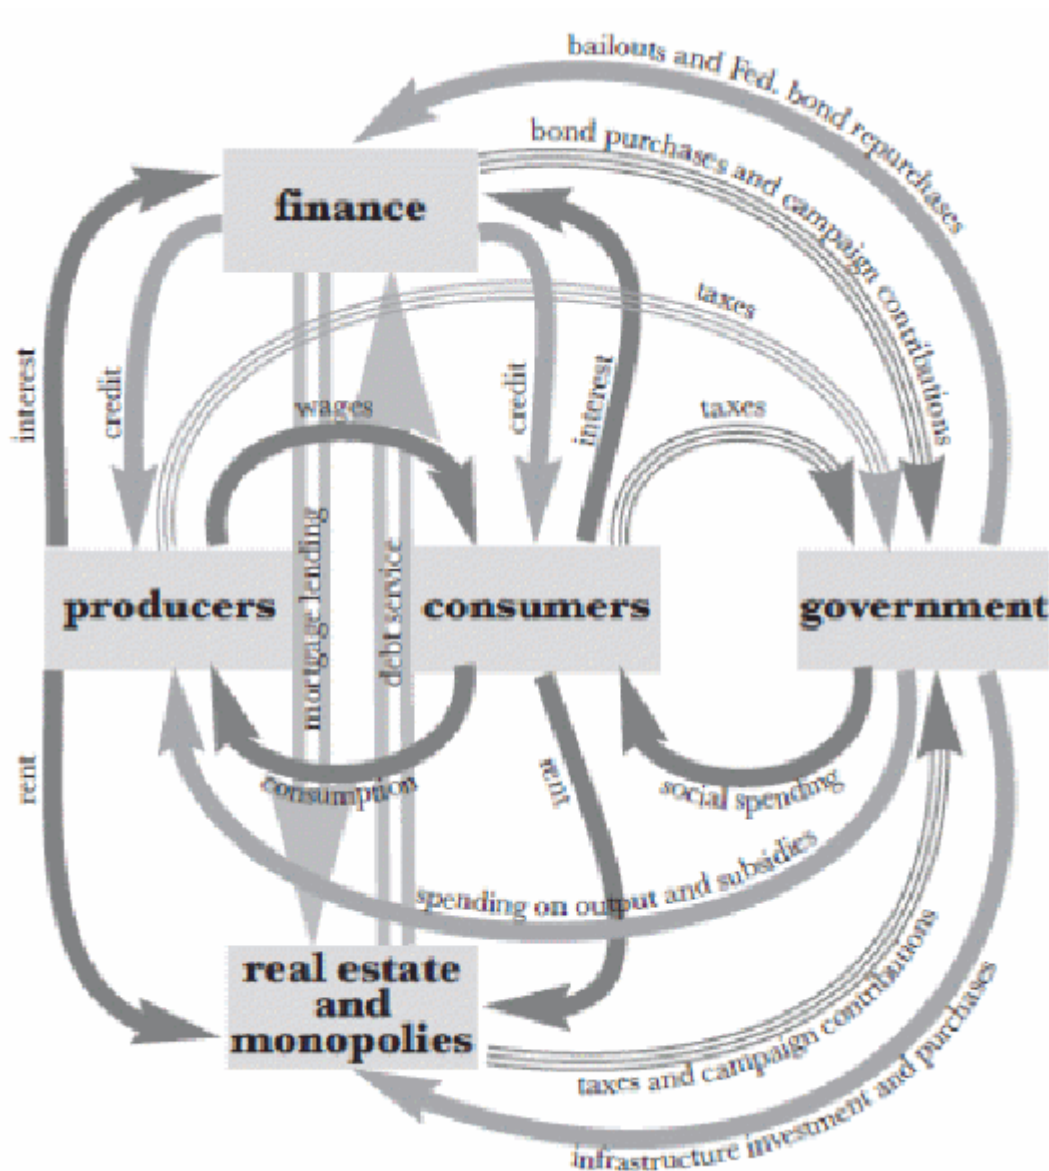 bailouts and Fed. bond repurchases
bond purchases and campaign contributions
finance
taxes
interest
credit
wages
credit
interest
taxes
mortgage lending
debt service
producers
consumers
government
rent
consumption
rent
social spending
spending on output and subsidies
real estate
and
monopolies
taxes and campaign contributions
infrastructure investment and purchases